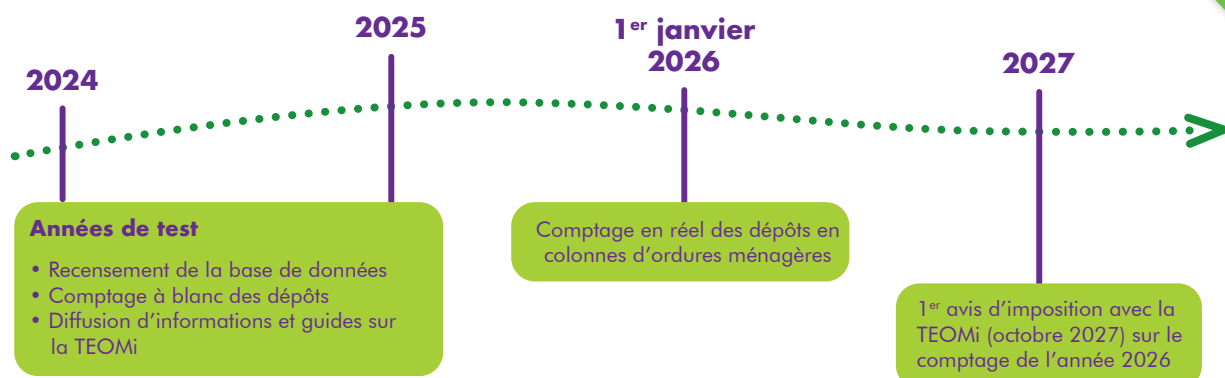 2024
2025
1er janvier
2026
2027
Années de test
• Recensement de la base de données
• Comptage à blanc des dépôts
• Diffusion d’informations et guides sur
la TEOMi
Comptage en réel des dépôts en
colonnes d’ordures ménagères
1er avis d’imposition avec la
TEOMi (octobre 2027) sur le
comptage de l’année 2026